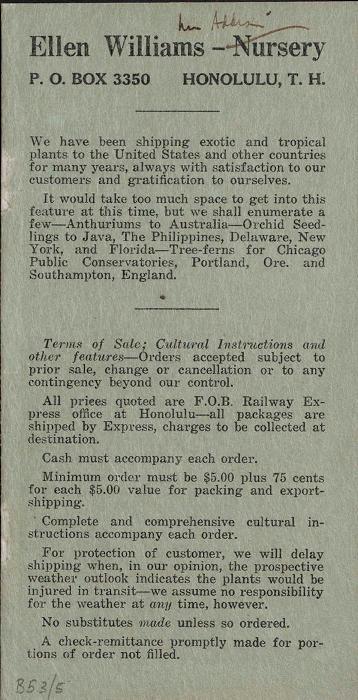 New Address
Ellen Williams – Nursery
P. O. BOX 3350 HONOLULU, T. H.
We have been shipping exotic and tropical
plants to the United States and other countries
for many years, always with satisfaction to our
customers and gratification to ourselves.
It would take too much space to get into this
feature at this time, but we shall enumerate a
few—Anthuriums to Australia—Orchid Seed-
lings to Java, The Philippines, Delaware, New
York, and Florida—Tree-ferns for Chicago
Public Conservatories, Portland, Ore. and
Southampton, England.
Terms of Sale; Cultural Instructions and
other features—Orders accepted subject to
prior sale, change or cancellation or to any
contingency beyond our control.
All prices quoted are F.O.B. Railway Ex-
press office at Honolulu—all packages are
shipped by Express, charges to be collected at
destination.
Cash must accompany each order.
Minimum order must be $5.00 plus 75 cents
for each $5.00 value for packing and export-
shipping.
Complete and comprehensive cultural in-
structions accompany each order.
For protection of customer, we will delay
shipping when, in our opinion, the prospective
weather outlook indicates the plants would be
injured in transit—we assume no responsibility
for the weather at any time, however.
No substitutes made unless so ordered.
A check-remittance promptly made for por-
tions of order not filled.
B53/5